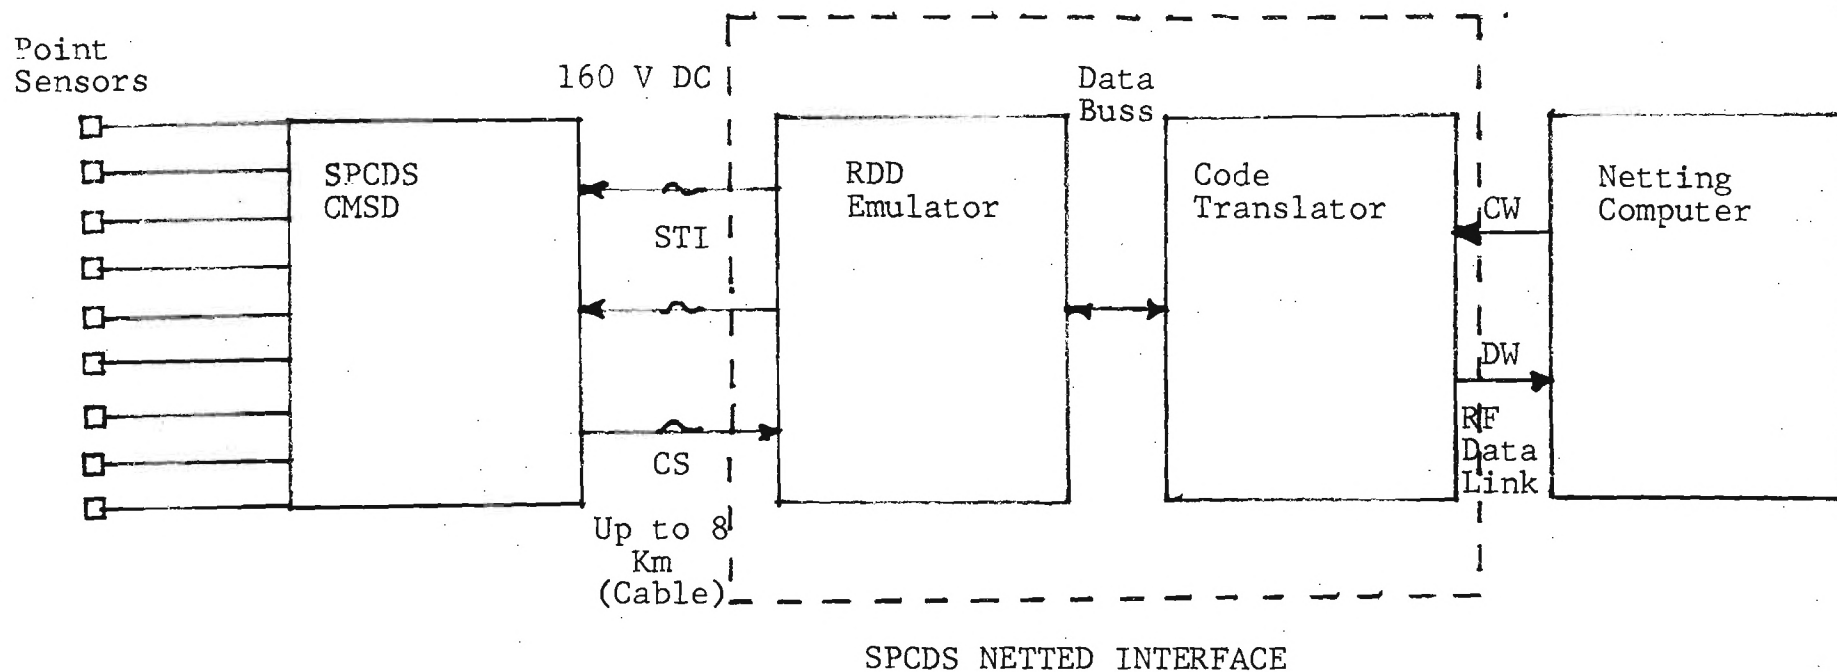 Point
Sensors
160 V DC
Data
Buss
SPCDS
CMSD
STI
CS
Up to 8
Km
(Cable)
RDD
Emulator
Code
Translator
CW
DW
RF
Data
Link
Netting
Computer
SPCDS NETTED INTERFACE